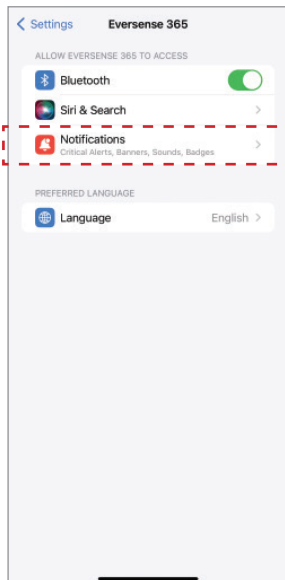 Settings Eversense 365
ALLOW EVERSENSE 365 TO ACCESS
Bluetooth
Siri & Search
Notifications
Critical Alerts, Banners, Sounds, Badges
PREFERRED LANGUAGE
Language English